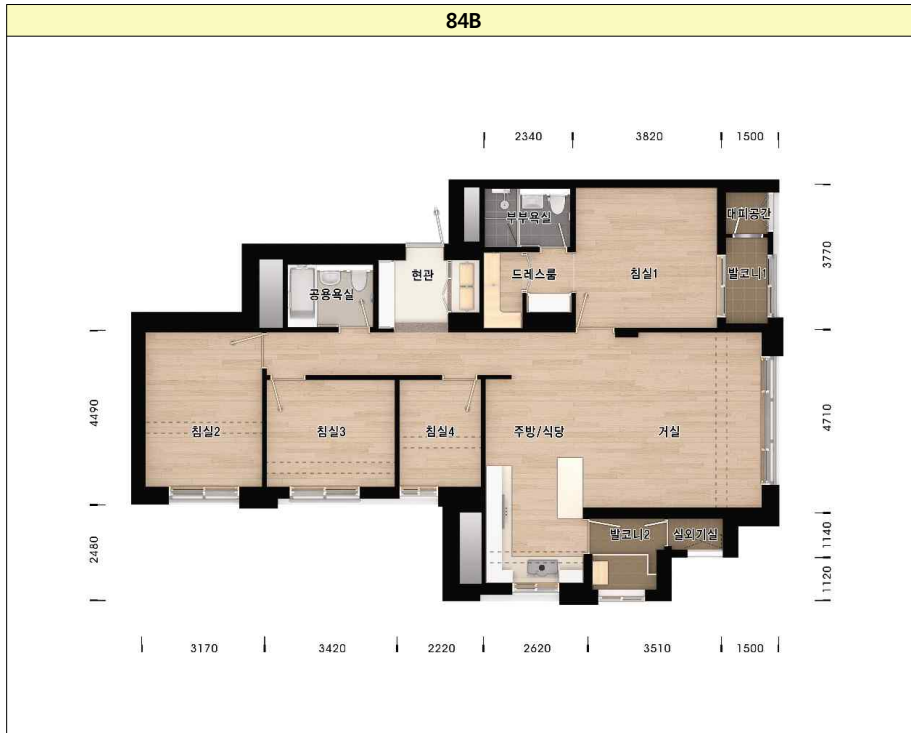 84B
2340 3820 1500
대피공간
부부욕실
3770
현관 드레스룸 침실1 발코니1
공용욕실
4490
4710
침실2 침실3 침실4 주방/식당 거실
2480
발코니2 실외기실
1140
1120
3170 3420 2220 2620 3510 1500